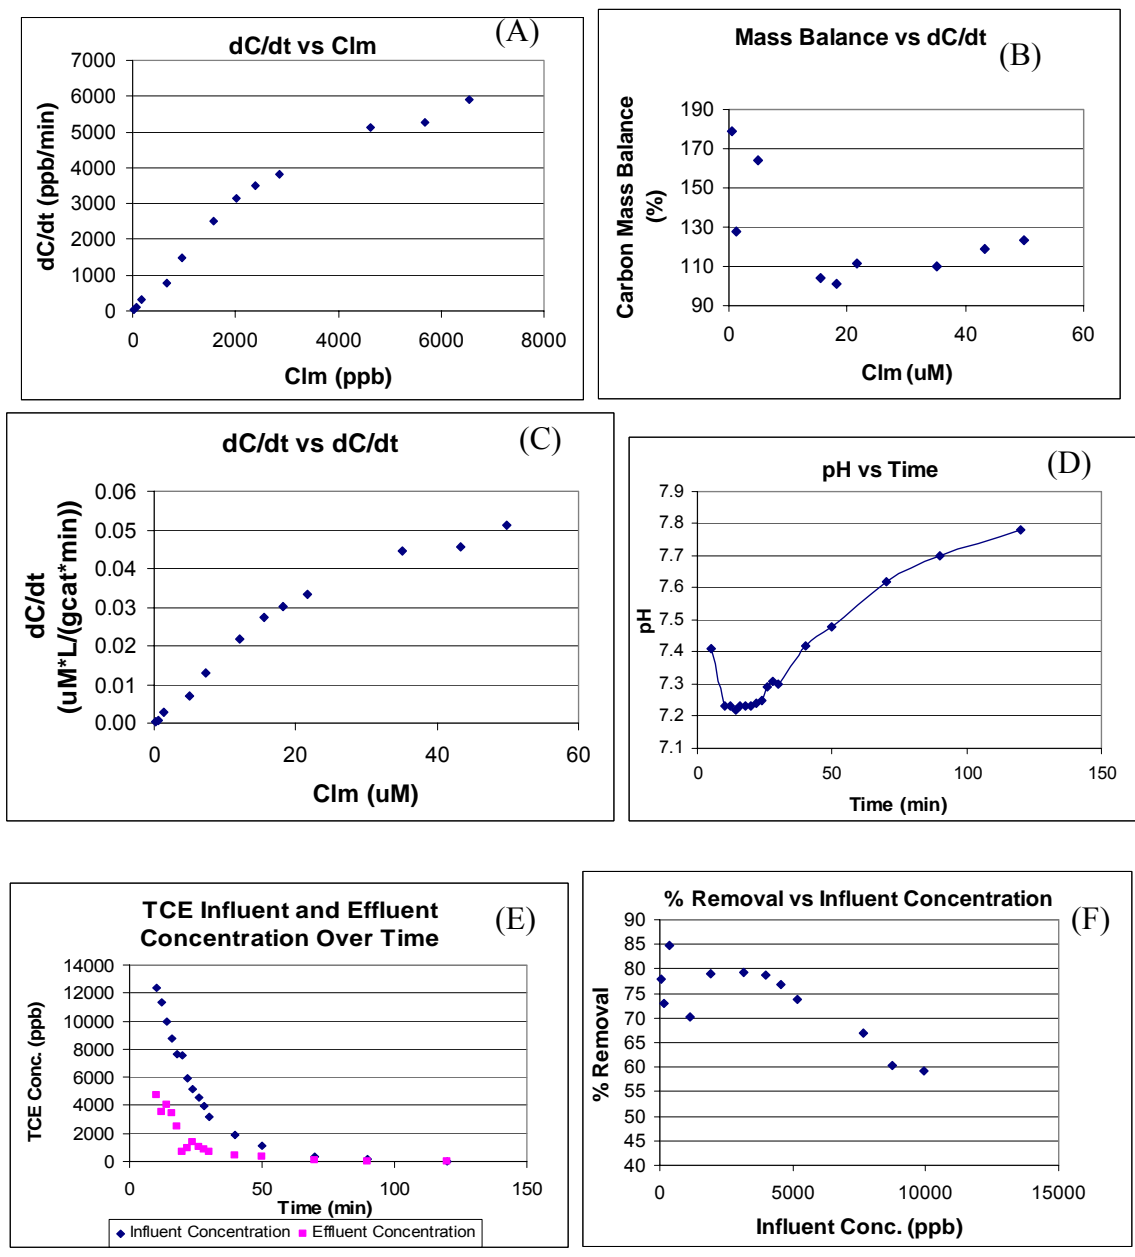 dC/dt vs Clm
(A)
7000
6000
5000
4000
3000
2000
1000
0
dC/dt (ppb/min)
0 2000 4000 6000 8000
Clm (ppb)
Mass Balance vs dC/dt
(B)
190
170
150
130
110
90
Carbon Mass Balance
(%)
0 20 40 60
Clm (uM)
dC/dt vs dC/dt
(C)
0.06
0.05
0.04
0.03
0.02
0.01
0.00
dC/dt
(uM*L/(gcat*min))
0 20 40 60
Clm (uM)
pH vs Time
(D)
7.9
7.8
7.7
7.6
7.5
7.4
7.3
7.2
7.1
pH
0 50 100 150
Time (min)
TCE Influent and Effluent
Concentration Over Time
(E)
14000
12000
10000
8000
6000
4000
2000
0
TCE Conc. (ppb)
0 50 100 150
Time (min)
Influent Concentration Effluent Concentration
% Removal vs Influent Concentration
(F)
90
85
80
75
70
65
60
55
50
45
40
% Removal
0 5000 10000 15000
Influent Conc. (ppb)